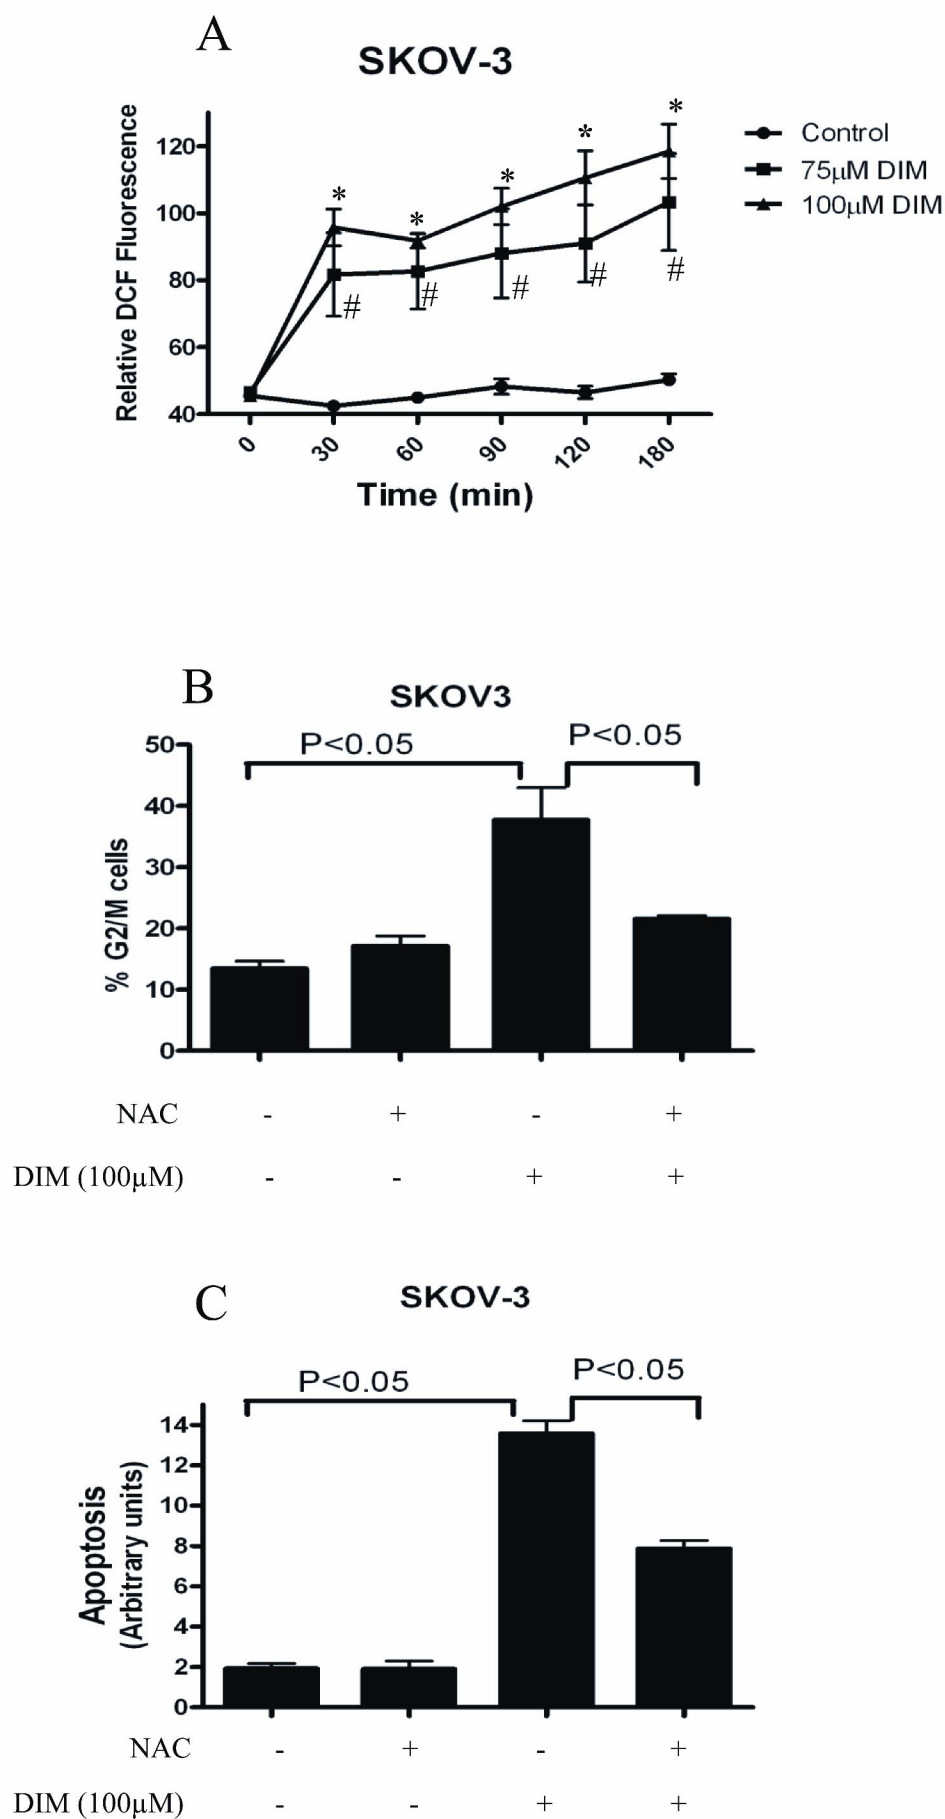 A
SKOV-3
Relative DCF Fluorescence
120
100
80
60
40
* * * * *
# # # # #
0 30 60 90 120 180
Time (min)
Control
75μM DIM
100μM DIM
B
SKOV3
P<0.05 P<0.05
% G2/M cells
50
40
30
20
10
0
NAC - + - +
DIM (100μM) - - + +
C
SKOV-3
P<0.05 P<0.05
Apoptosis
(Arbitrary units)
14
12
10
8
6
4
2
0
NAC - + - +
DIM (100μM) - - + +